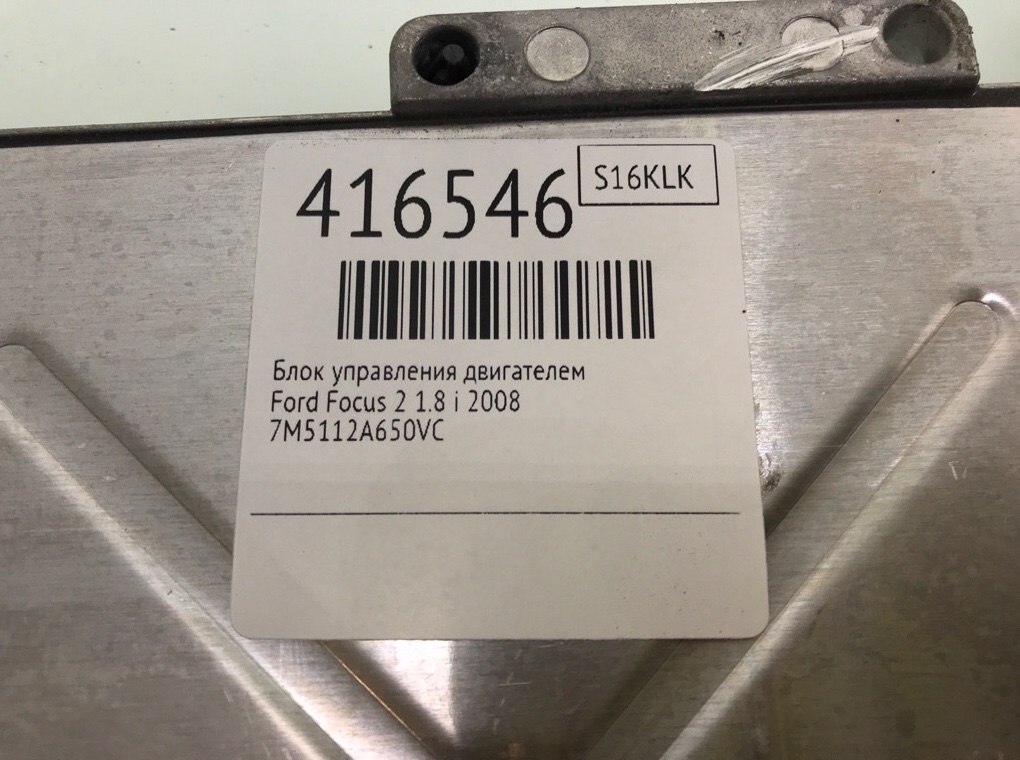 416546
S16KLK
Блок управления двигателем
Ford Focus 2 1.8 i 2008
7M5112A650VC